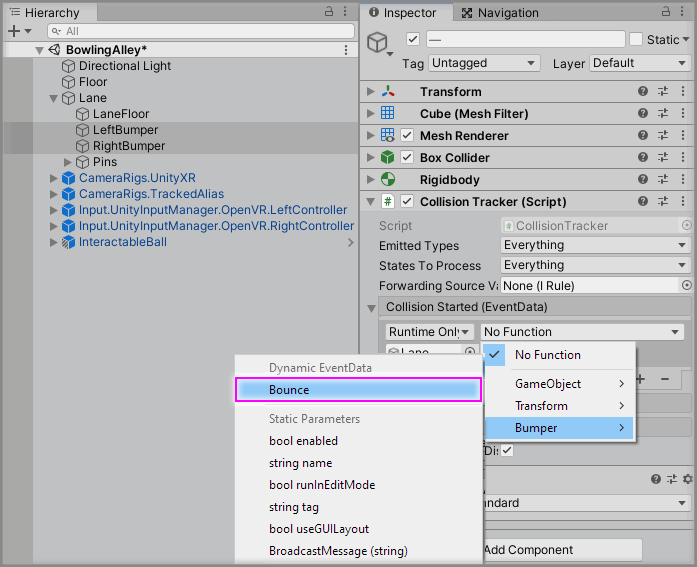 Hierarchy
All
BowlingAlley*
Directional Light
Floor
Lane
LaneFloor
LeftBumper
RightBumper
Pins
CameraRigs.UnityXR
CameraRigs.TrackedAlias
Input.UnityInputManager.OpenVR.LeftController
Input.UnityInputManager.OpenVR.RightController
InteractableBall
Inspector
Navigation
—
Static
Tag Untagged
Layer Default
Transform
Cube (Mesh Filter)
Mesh Renderer
Box Collider
Rigidbody
Collision Tracker (Script)
Script
CollisionTracker
Emitted Types
Everything
States To Process
Everything
Forwarding Source Va
None (I Rule)
Collision Started (EventData)
Runtime Only
No Function
Lane
No Function
GameObject
Transform
Bumper
Dynamic EventData
Bounce
Static Parameters
bool enabled
string name
bool runInEditMode
string tag
bool useGUILayout
BroadcastMessage (string)
Dis
ndard
Add Component